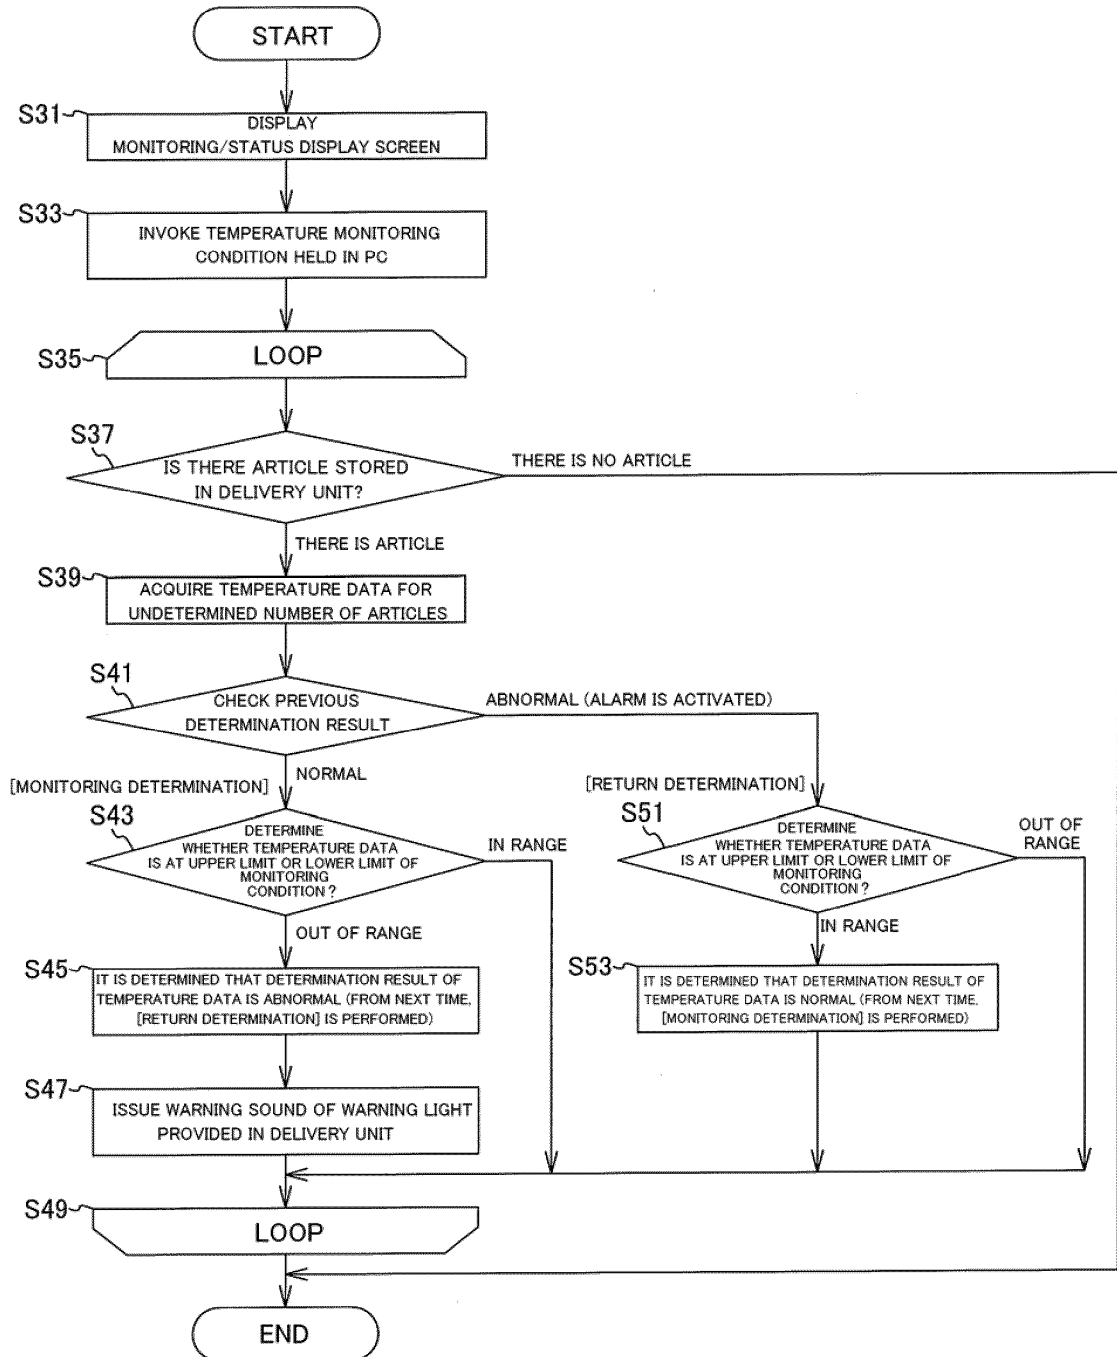 START
S31
DISPLAY
MONITORING/STATUS DISPLAY SCREEN
S33
INVOKE TEMPERATURE MONITORING
CONDITION HELD IN PC
S35
LOOP
S37
IS THERE ARTICLE STORED
IN DELIVERY UNIT?
THERE IS NO ARTICLE
THERE IS ARTICLE
S39
ACQUIRE TEMPERATURE DATA FOR
UNDETERMINED NUMBER OF ARTICLES
S41
CHECK PREVIOUS
DETERMINATION RESULT
ABNORMAL (ALARM IS ACTIVATED)
NORMAL
[MONITORING DETERMINATION]
S43
DETERMINE
WHETHER TEMPERATURE DATA
IS AT UPPER LIMIT OR LOWER LIMIT OF
MONITORING
CONDITION?
IN RANGE
OUT OF RANGE
[RETURN DETERMINATION]
S51
DETERMINE
WHETHER TEMPERATURE DATA
IS AT UPPER LIMIT OR LOWER LIMIT OF
MONITORING
CONDITION?
OUT OF
RANGE
IN RANGE
S45
IT IS DETERMINED THAT DETERMINATION RESULT OF
TEMPERATURE DATA IS ABNORMAL (FROM NEXT TIME,
[RETURN DETERMINATION] IS PERFORMED)
S53
IT IS DETERMINED THAT DETERMINATION RESULT OF
TEMPERATURE DATA IS NORMAL (FROM NEXT TIME,
[MONITORING DETERMINATION] IS PERFORMED)
S47
ISSUE WARNING SOUND OF WARNING LIGHT
PROVIDED IN DELIVERY UNIT
S49
LOOP
END